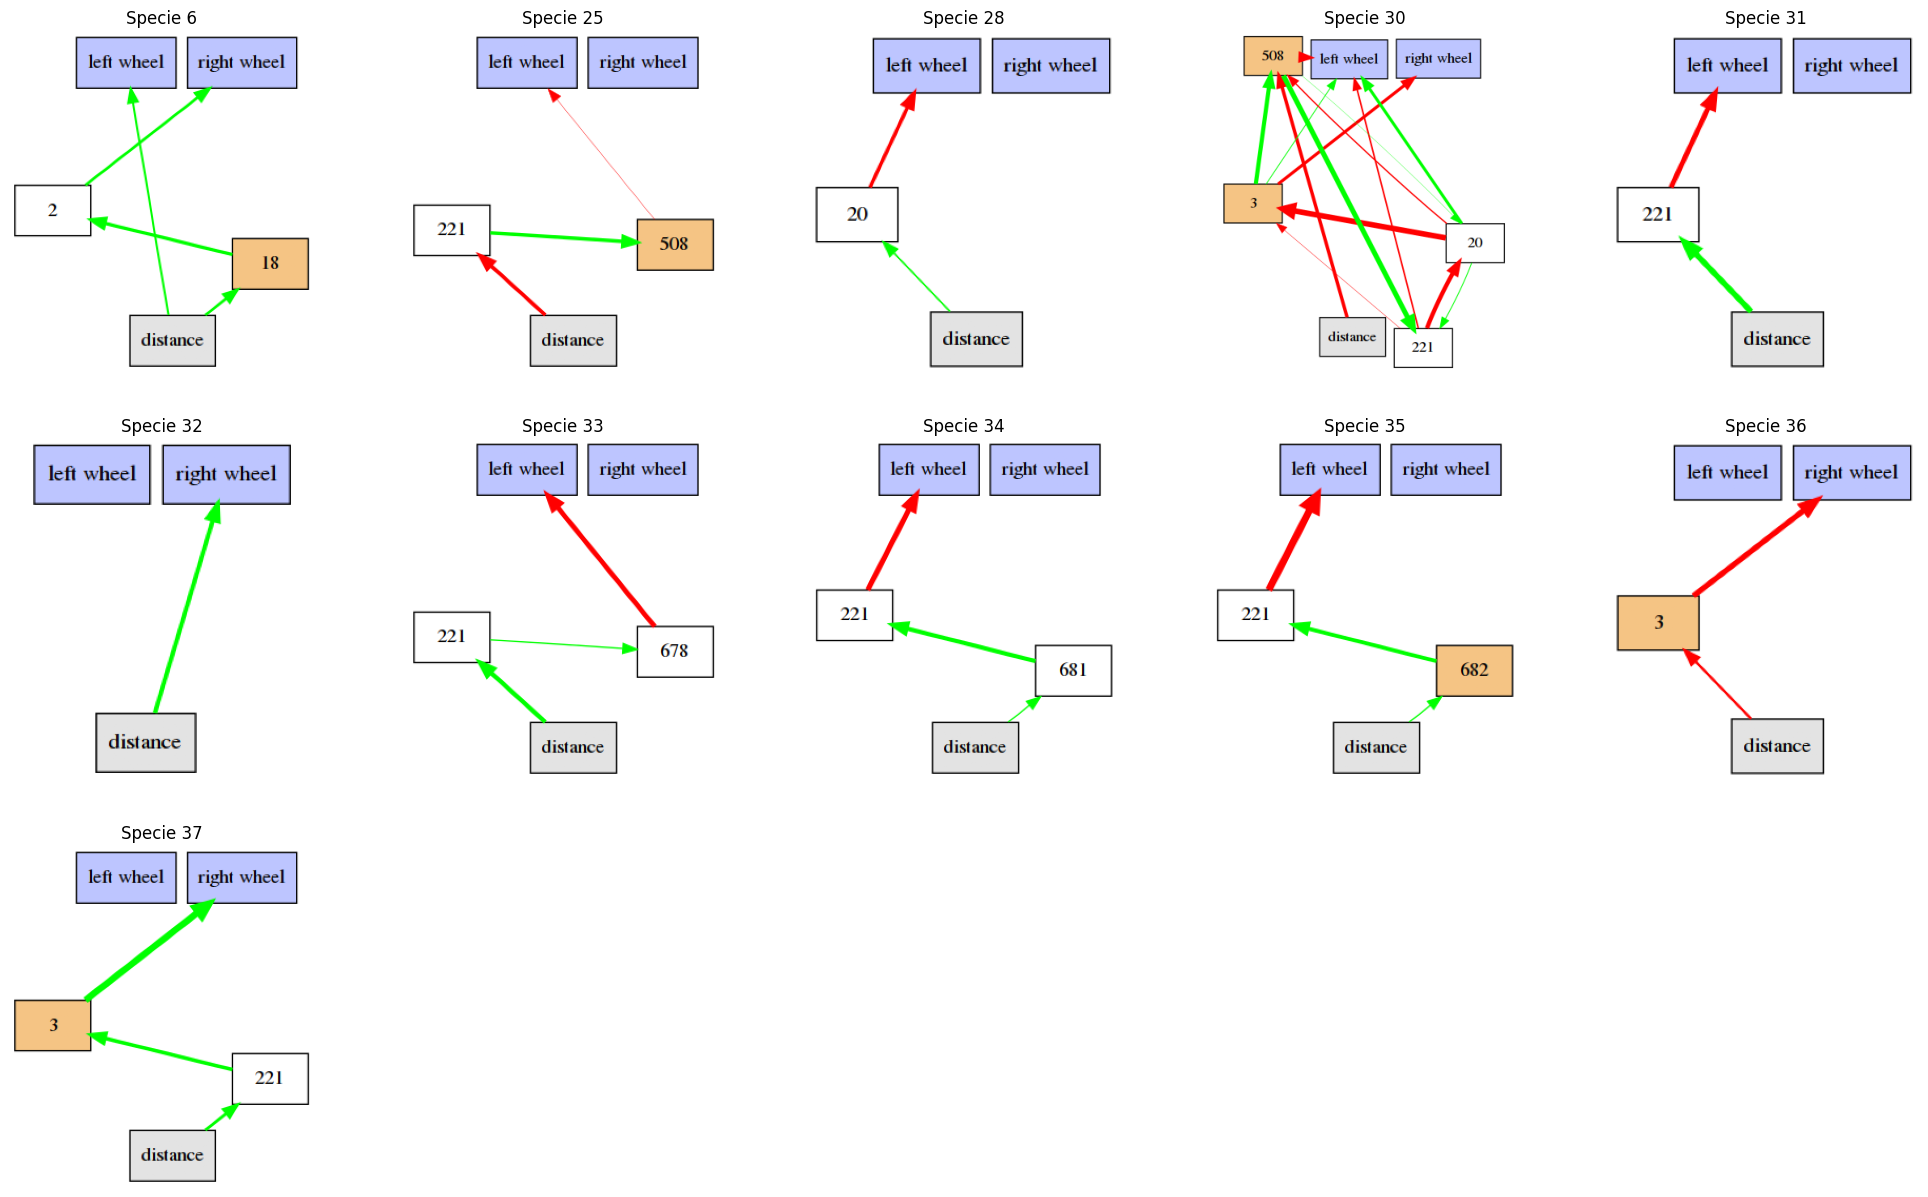 Specie 6
left wheel
right wheel
2
18
distance
Specie 25
left wheel
right wheel
221
508
distance
Specie 28
left wheel
right wheel
20
distance
Specie 30
508
left wheel
right wheel
3
20
distance
221
Specie 31
left wheel
right wheel
221
distance
Specie 32
left wheel
right wheel
distance
Specie 33
left wheel
right wheel
221
678
distance
Specie 34
left wheel
right wheel
221
681
distance
Specie 35
left wheel
right wheel
221
682
distance
Specie 36
left wheel
right wheel
3
distance
Specie 37
left wheel
right wheel
3
221
distance